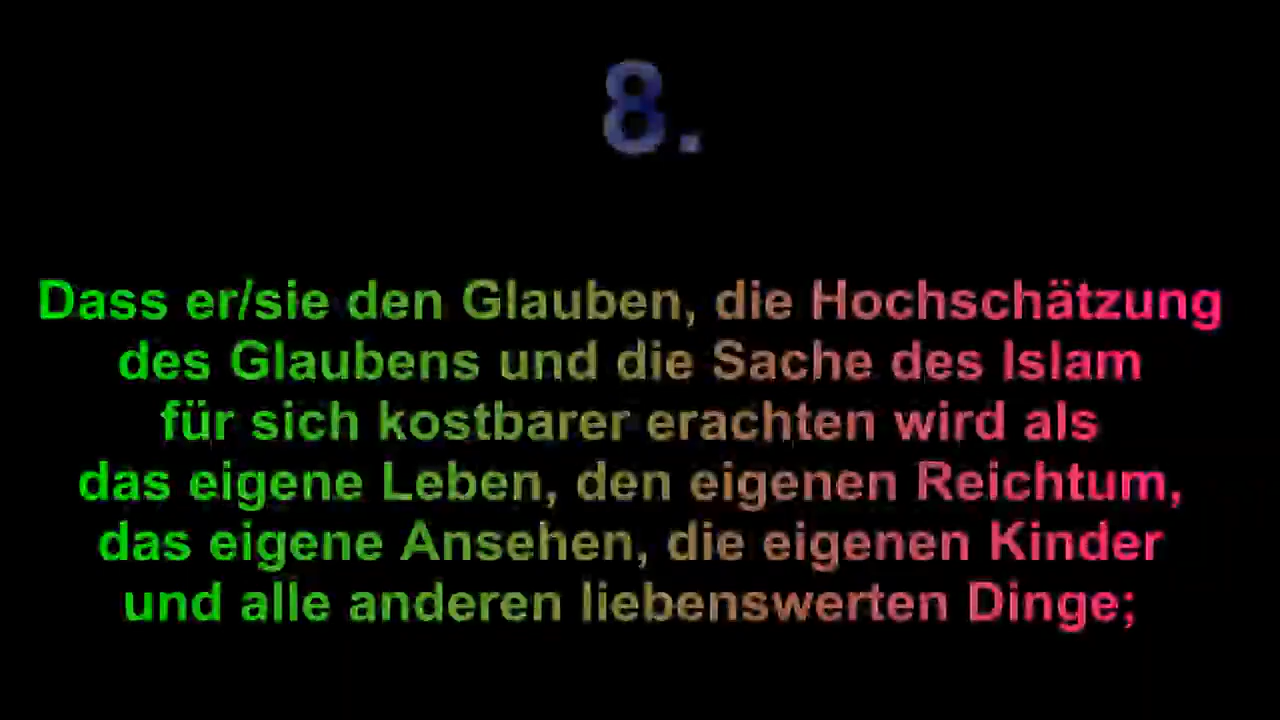 8.
Dass er/sie den Glauben, die Hochschätzung
des Glaubens und die Sache des Islam
für sich kostbarer erachten wird als
das eigene Leben, den eigenen Reichtum,
das eigene Ansehen, die eigenen Kinder
und alle anderen liebenswerten Dinge;